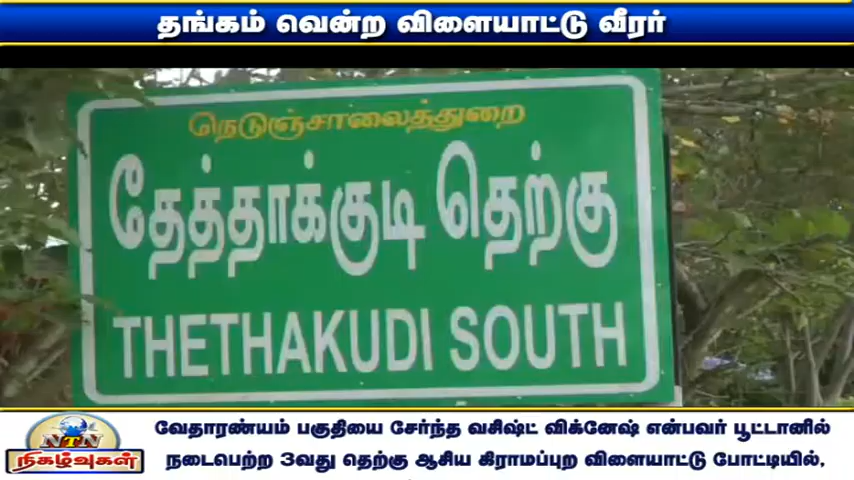 தங்கம் வென்ற விளையாட்டு வீரர்
நெடுஞ்சாலைத்துறை
தேத்தாக்குடி தெற்கு
THETHAKUDI SOUTH
NTN
நிகழ்வுகள்
வேதாரண்யம் பகுதியை சேர்ந்த வசிஷ்ட் விக்னேஷ் என்பவர் பூட்டானில்
நடைபெற்ற 3வது தெற்கு ஆசிய கிராமப்புற விளையாட்டு போட்டியில்,